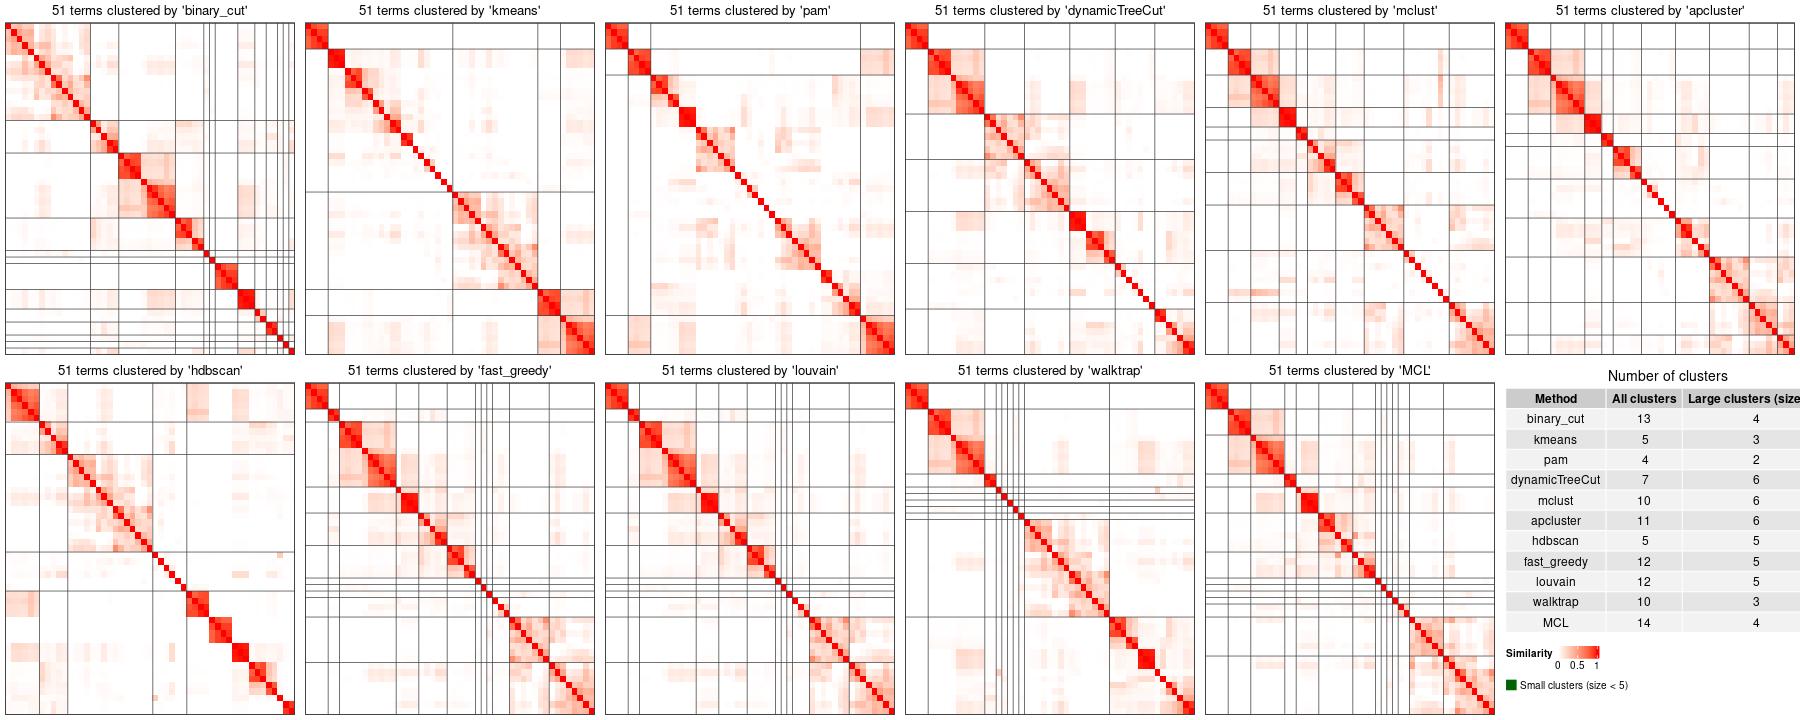 51 terms clustered by 'binary_cut'
51 terms clustered by 'kmeans'
51 terms clustered by 'pam'
51 terms clustered by 'dynamicTreeCut'
51 terms clustered by 'mclust'
51 terms clustered by 'apcluster'
51 terms clustered by 'hdbscan'
51 terms clustered by 'fast_greedy'
51 terms clustered by 'louvain'
51 terms clustered by 'walktrap'
51 terms clustered by 'MCL'
Number of clusters
Method All clusters Large clusters (size
binary_cut 13 4
kmeans 5 3
pam 4 2
dynamicTreeCut 7 6
mclust 10 6
apcluster 11 6
hdbscan 5 5
fast_greedy 12 5
louvain 12 5
walktrap 10 3
MCL 14 4
Similarity
0 0.5 1
Small clusters (size < 5)